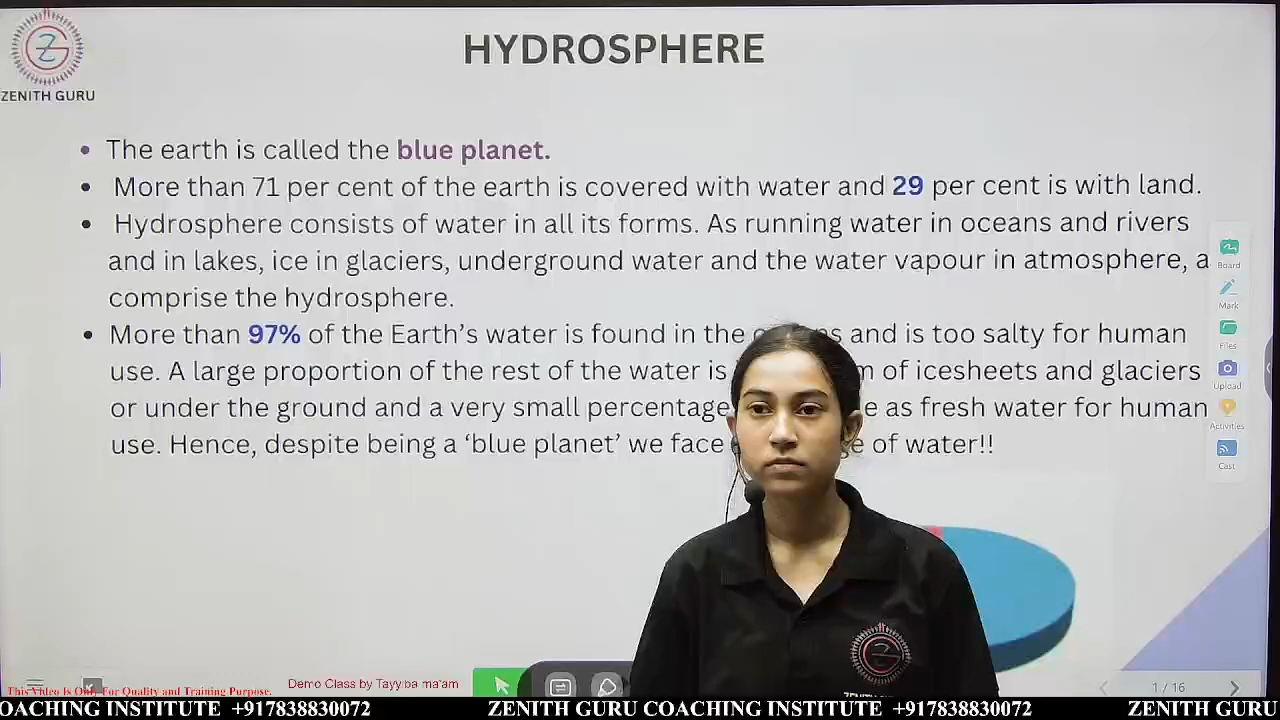 HYDROSPHERE
ZENITH GURU
The earth is called the blue planet.
More than 71 per cent of the earth is covered with water and 29 per cent is with land.
Hydrosphere consists of water in all its forms. As running water in oceans and rivers
and in lakes, ice in glaciers, underground water and the water vapour in atmosphere, a
comprise the hydrosphere.
More than 97% of the Earth's water is found in the and is too salty for human
use. A large proportion of the rest of the water is of icesheets and glaciers
or under the ground and a very small percentage as fresh water for human
use. Hence, despite being a ‘blue planet’ we face of water!!
Board
Mark
Files
Upload
Activities
Cast
This Video Is Only For Quality and Training Purpose.
Demo Class by Tayyiba ma'am
1 / 16
OACHING INSTITUTE +917838830072 ZENITH GURU COACHING INSTITUTE +917838830072 ZENITH GURU